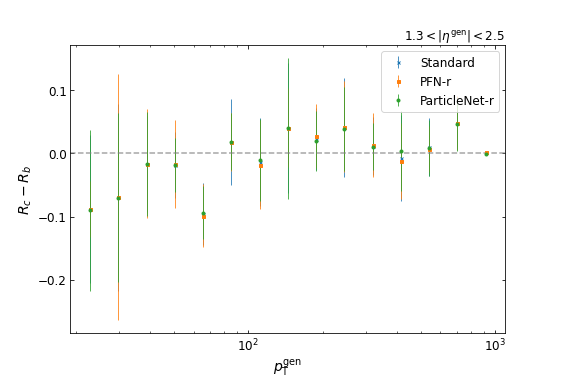 1.3 < |η^gen| < 2.5
Standard
PFN-r
ParticleNet-r
0.1
0.0
−0.1
−0.2
R_c − R_b
10^2
10^3
p_T^gen